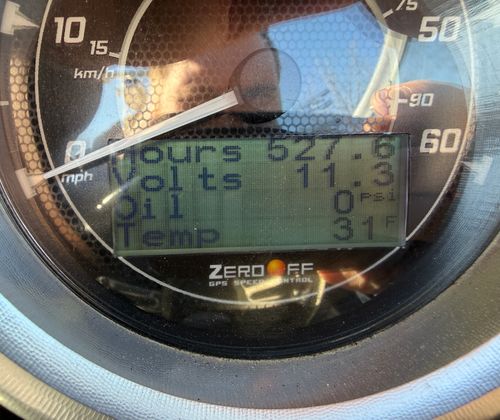 10
15
km/h
75
50
90
60
0
mph
Hours 527.6
Volts 11.3
Oil 0 psi
Temp 31 F
ZERO OFF
GPS SPEED CONTROL